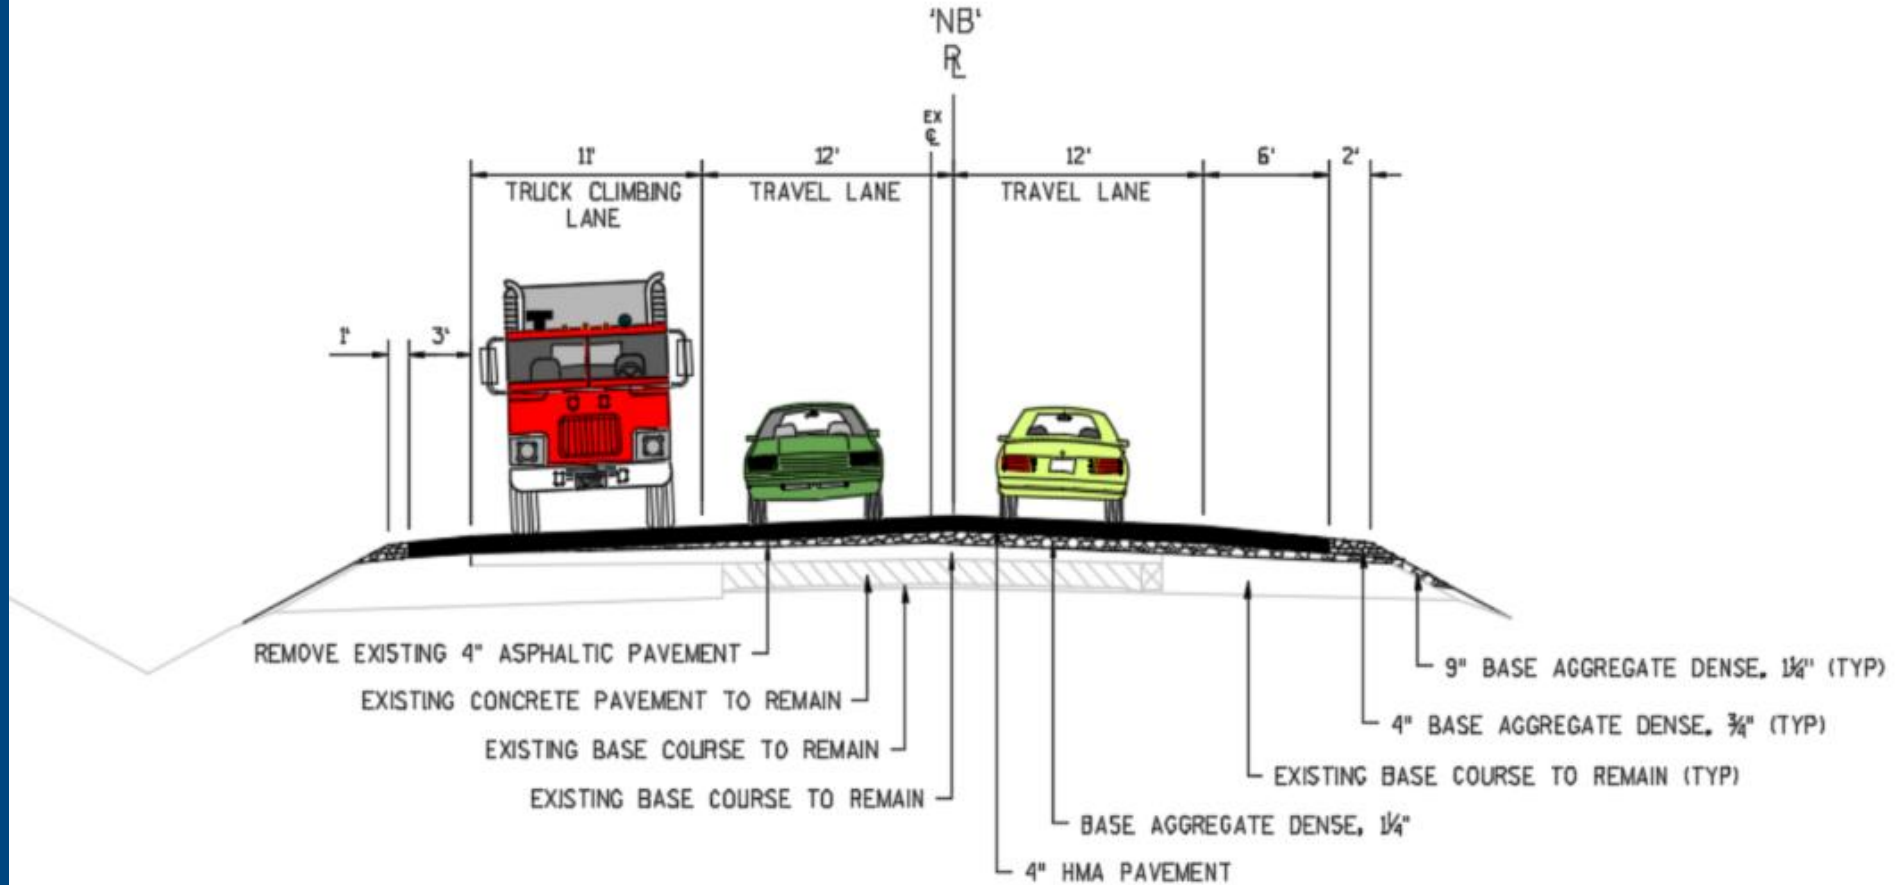 'NB'
RL
EX
CL
11'
12'
12'
6'
2'
TRUCK CLIMBING
LANE
TRAVEL LANE
TRAVEL LANE
1'
3'
REMOVE EXISTING 4" ASPHALTIC PAVEMENT
EXISTING CONCRETE PAVEMENT TO REMAIN
EXISTING BASE COURSE TO REMAIN
EXISTING BASE COURSE TO REMAIN
9" BASE AGGREGATE DENSE, 1¼" (TYP)
4" BASE AGGREGATE DENSE, ¾" (TYP)
EXISTING BASE COURSE TO REMAIN (TYP)
BASE AGGREGATE DENSE, 1¼"
4" HMA PAVEMENT